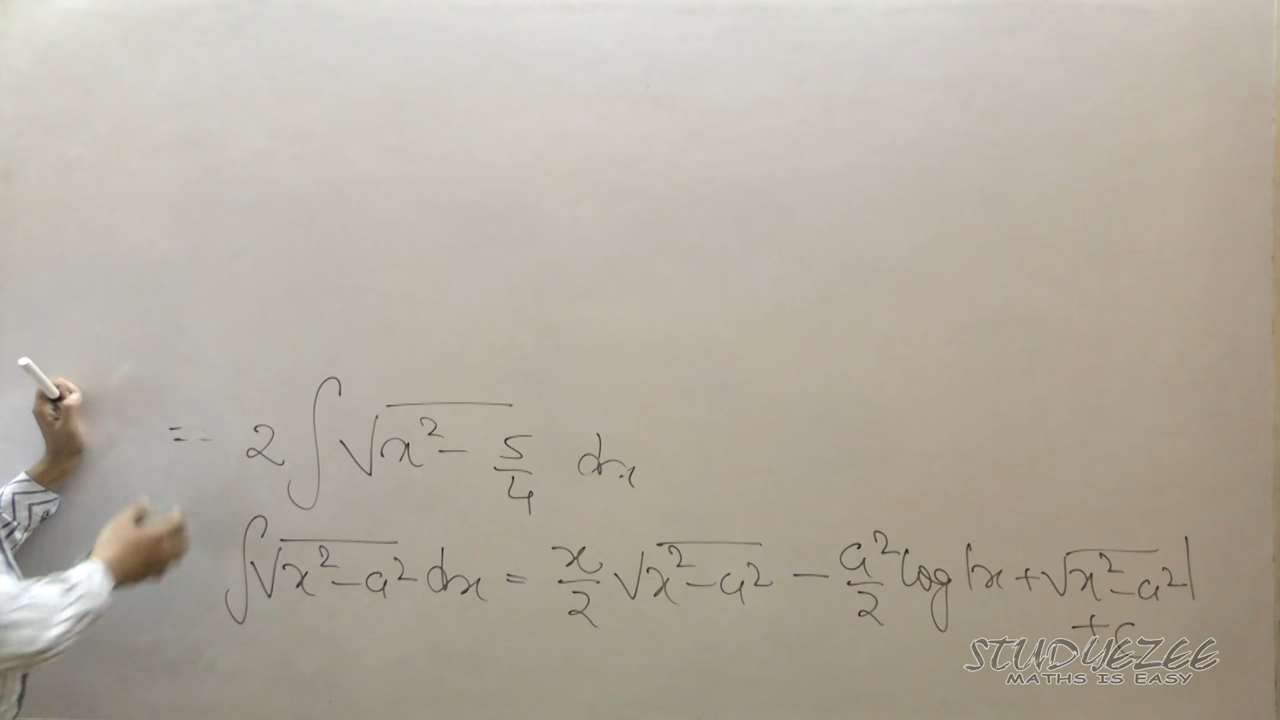 = 2 ∫ √x² - 5/4 dx
∫ √x² - a² dx = x/2 √x² - a² - a²/2 log |x + √x² - a²|
+ c
STUDYEZEE
MATHS IS EASY